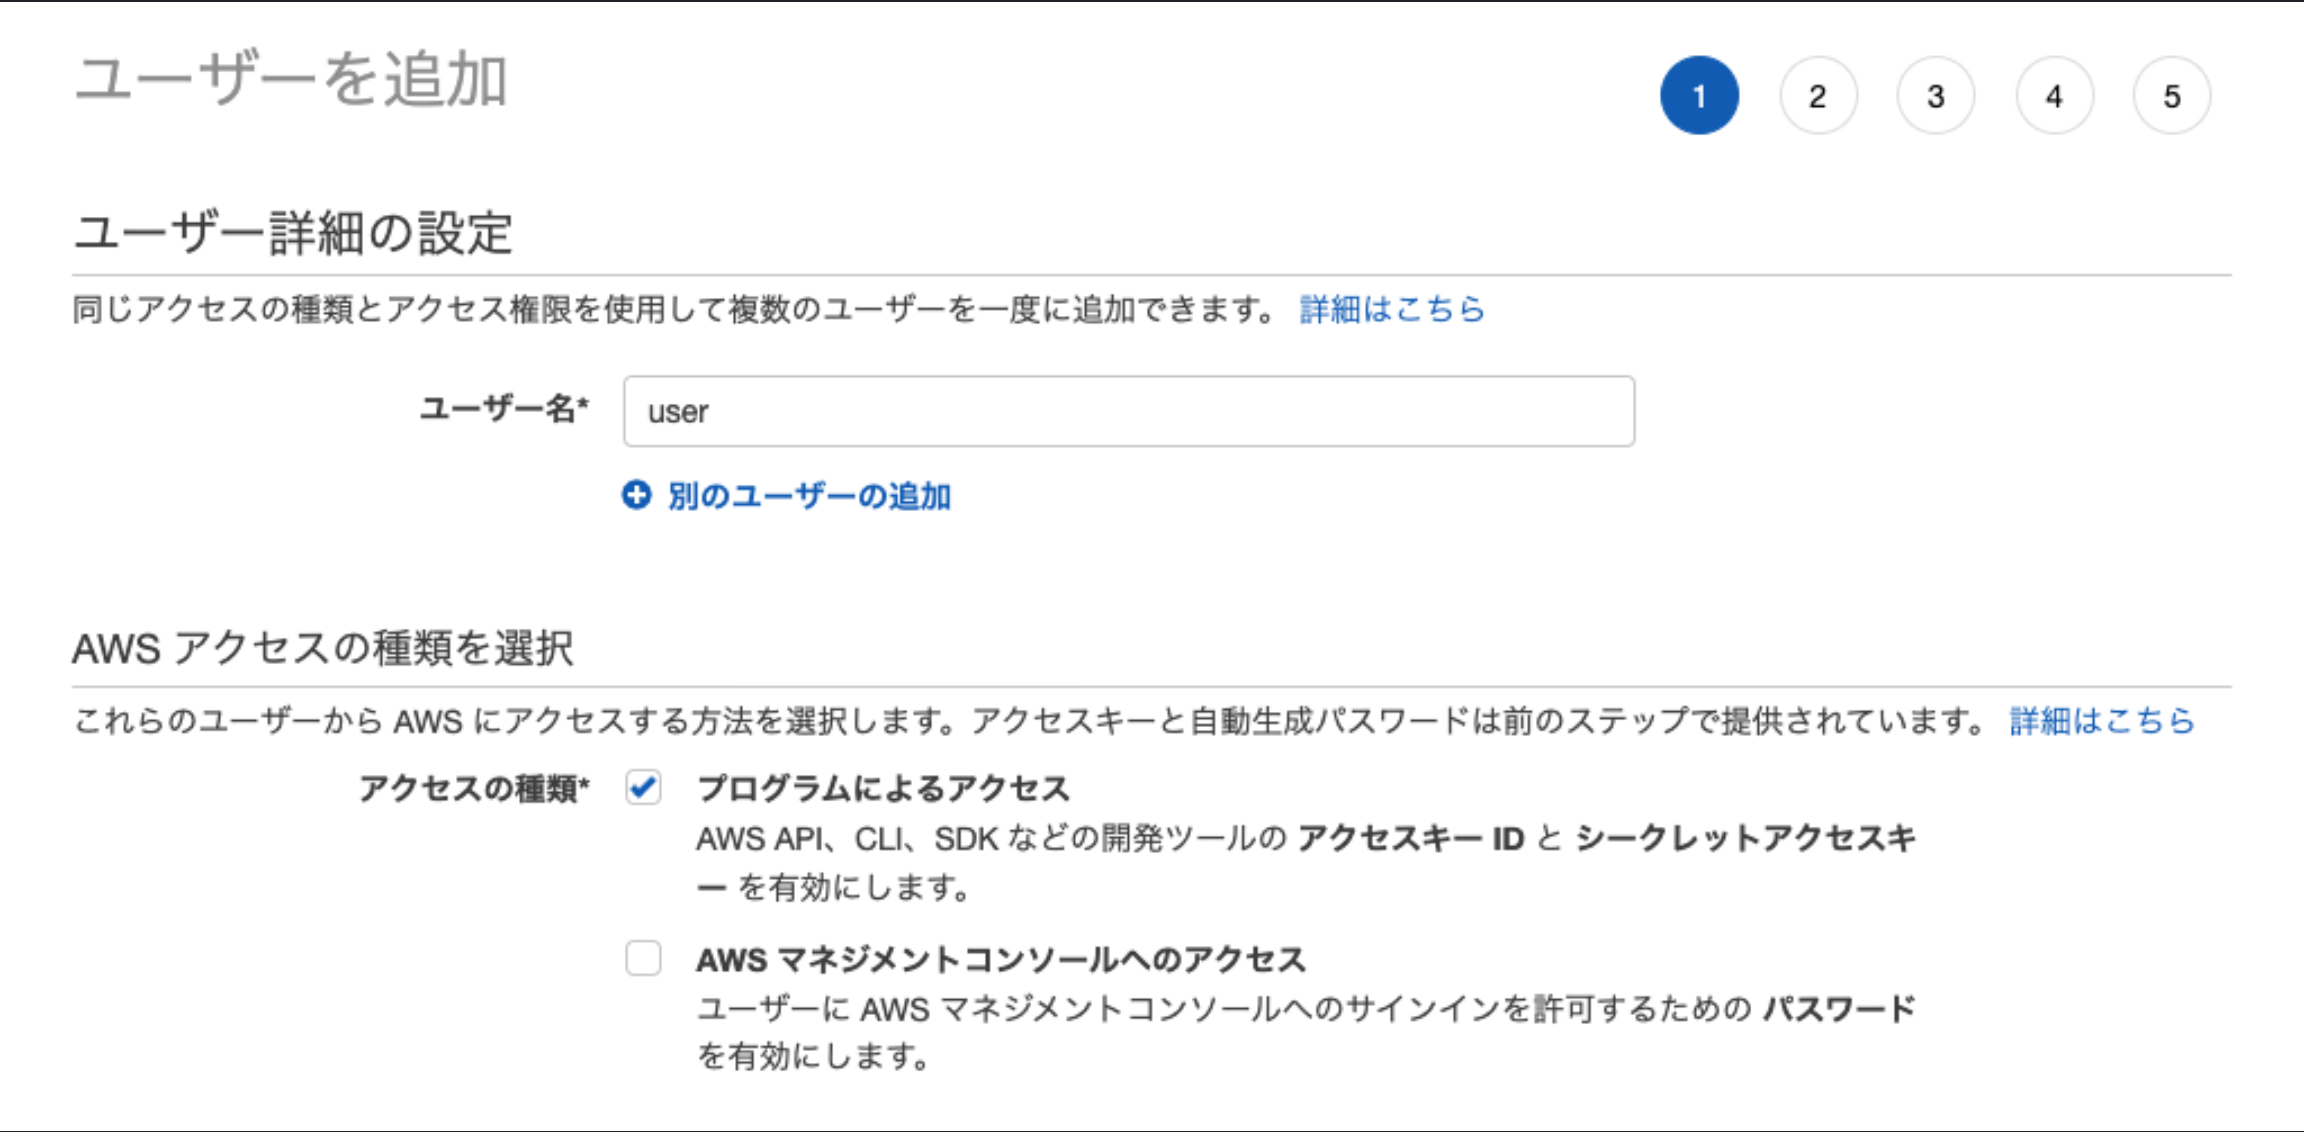 ユーザーを追加
1 2 3 4 5
ユーザー詳細の設定
同じアクセスの種類とアクセス権限を使用して複数のユーザーを一度に追加できます。 詳細はこちら
ユーザー名* user
別のユーザーの追加
AWS アクセスの種類を選択
これらのユーザーから AWS にアクセスする方法を選択します。アクセスキーと自動生成パスワードは前のステップで提供されています。 詳細はこちら
アクセスの種類* プログラムによるアクセス
AWS API、CLI、SDK などの開発ツールの アクセスキー ID と シークレットアクセスキ
ー を有効にします。
AWS マネジメントコンソールへのアクセス
ユーザーに AWS マネジメントコンソールへのサインインを許可するための パスワード
を有効にします。